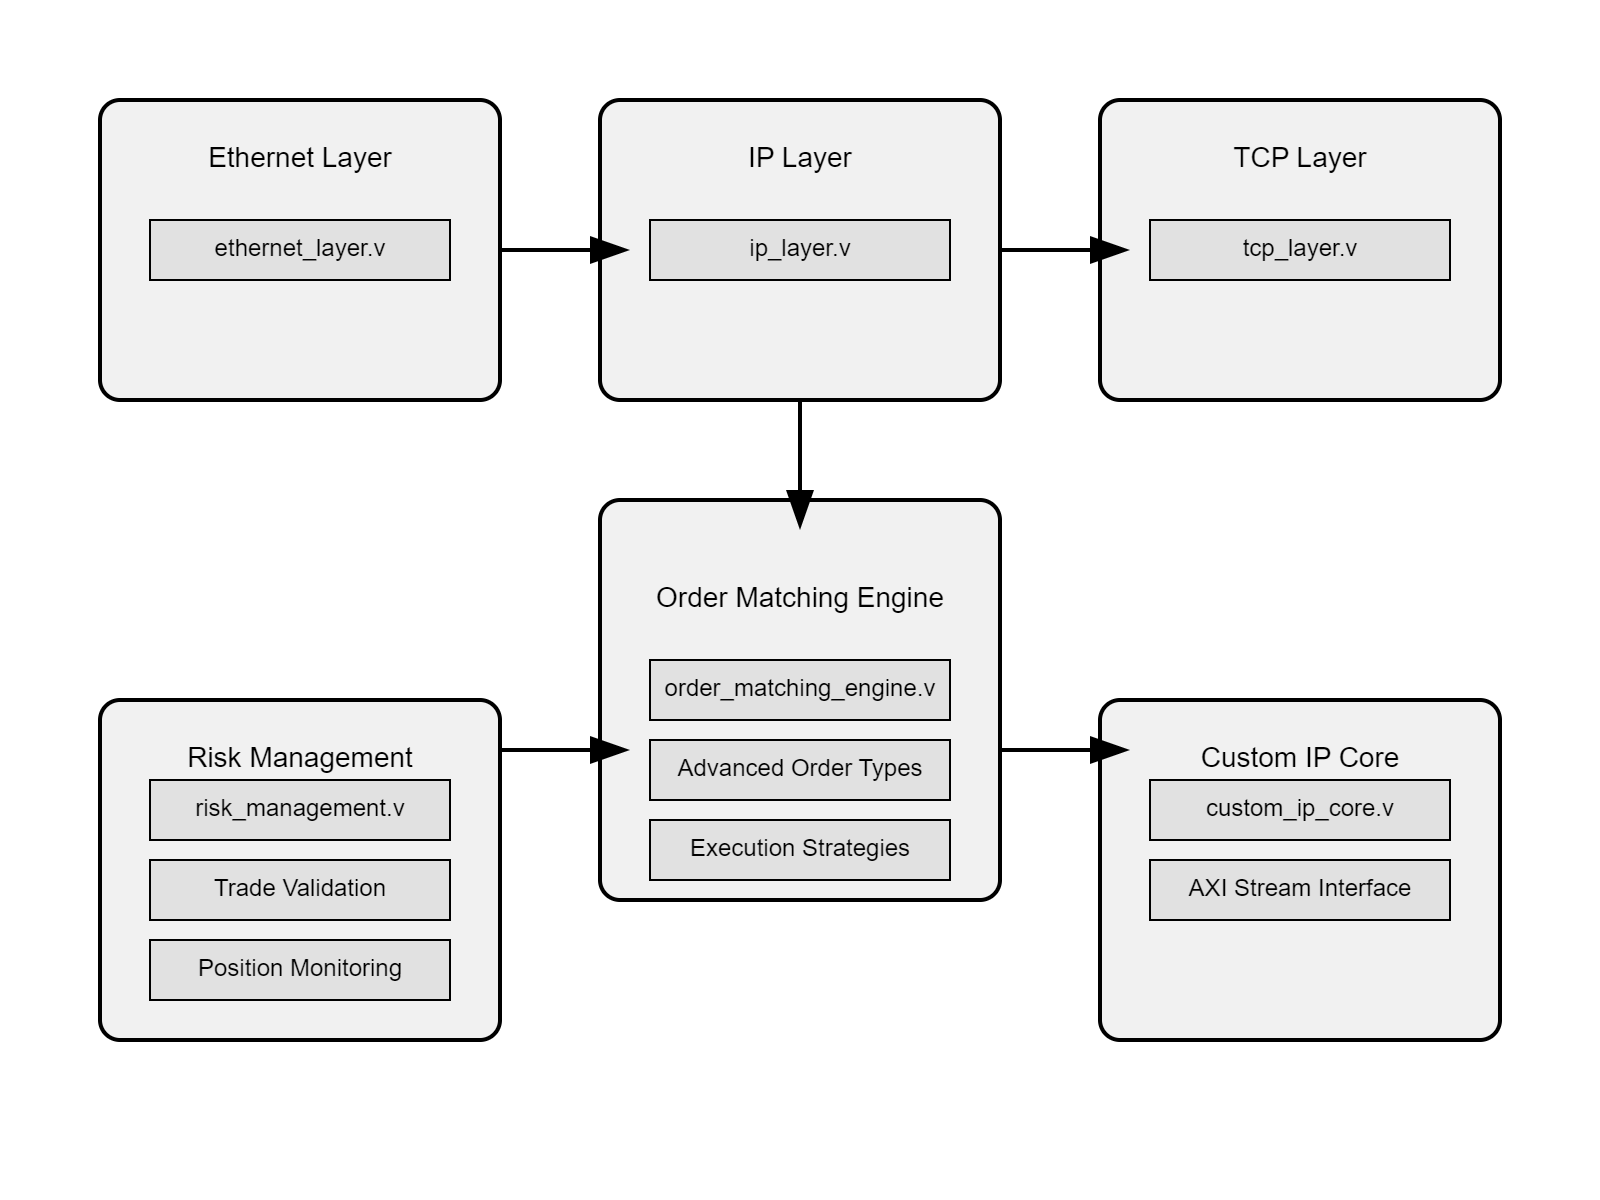 Ethernet Layer
ethernet_layer.v
IP Layer
ip_layer.v
TCP Layer
tcp_layer.v
Order Matching Engine
order_matching_engine.v
Advanced Order Types
Execution Strategies
Risk Management
risk_management.v
Trade Validation
Position Monitoring
Custom IP Core
custom_ip_core.v
AXI Stream Interface